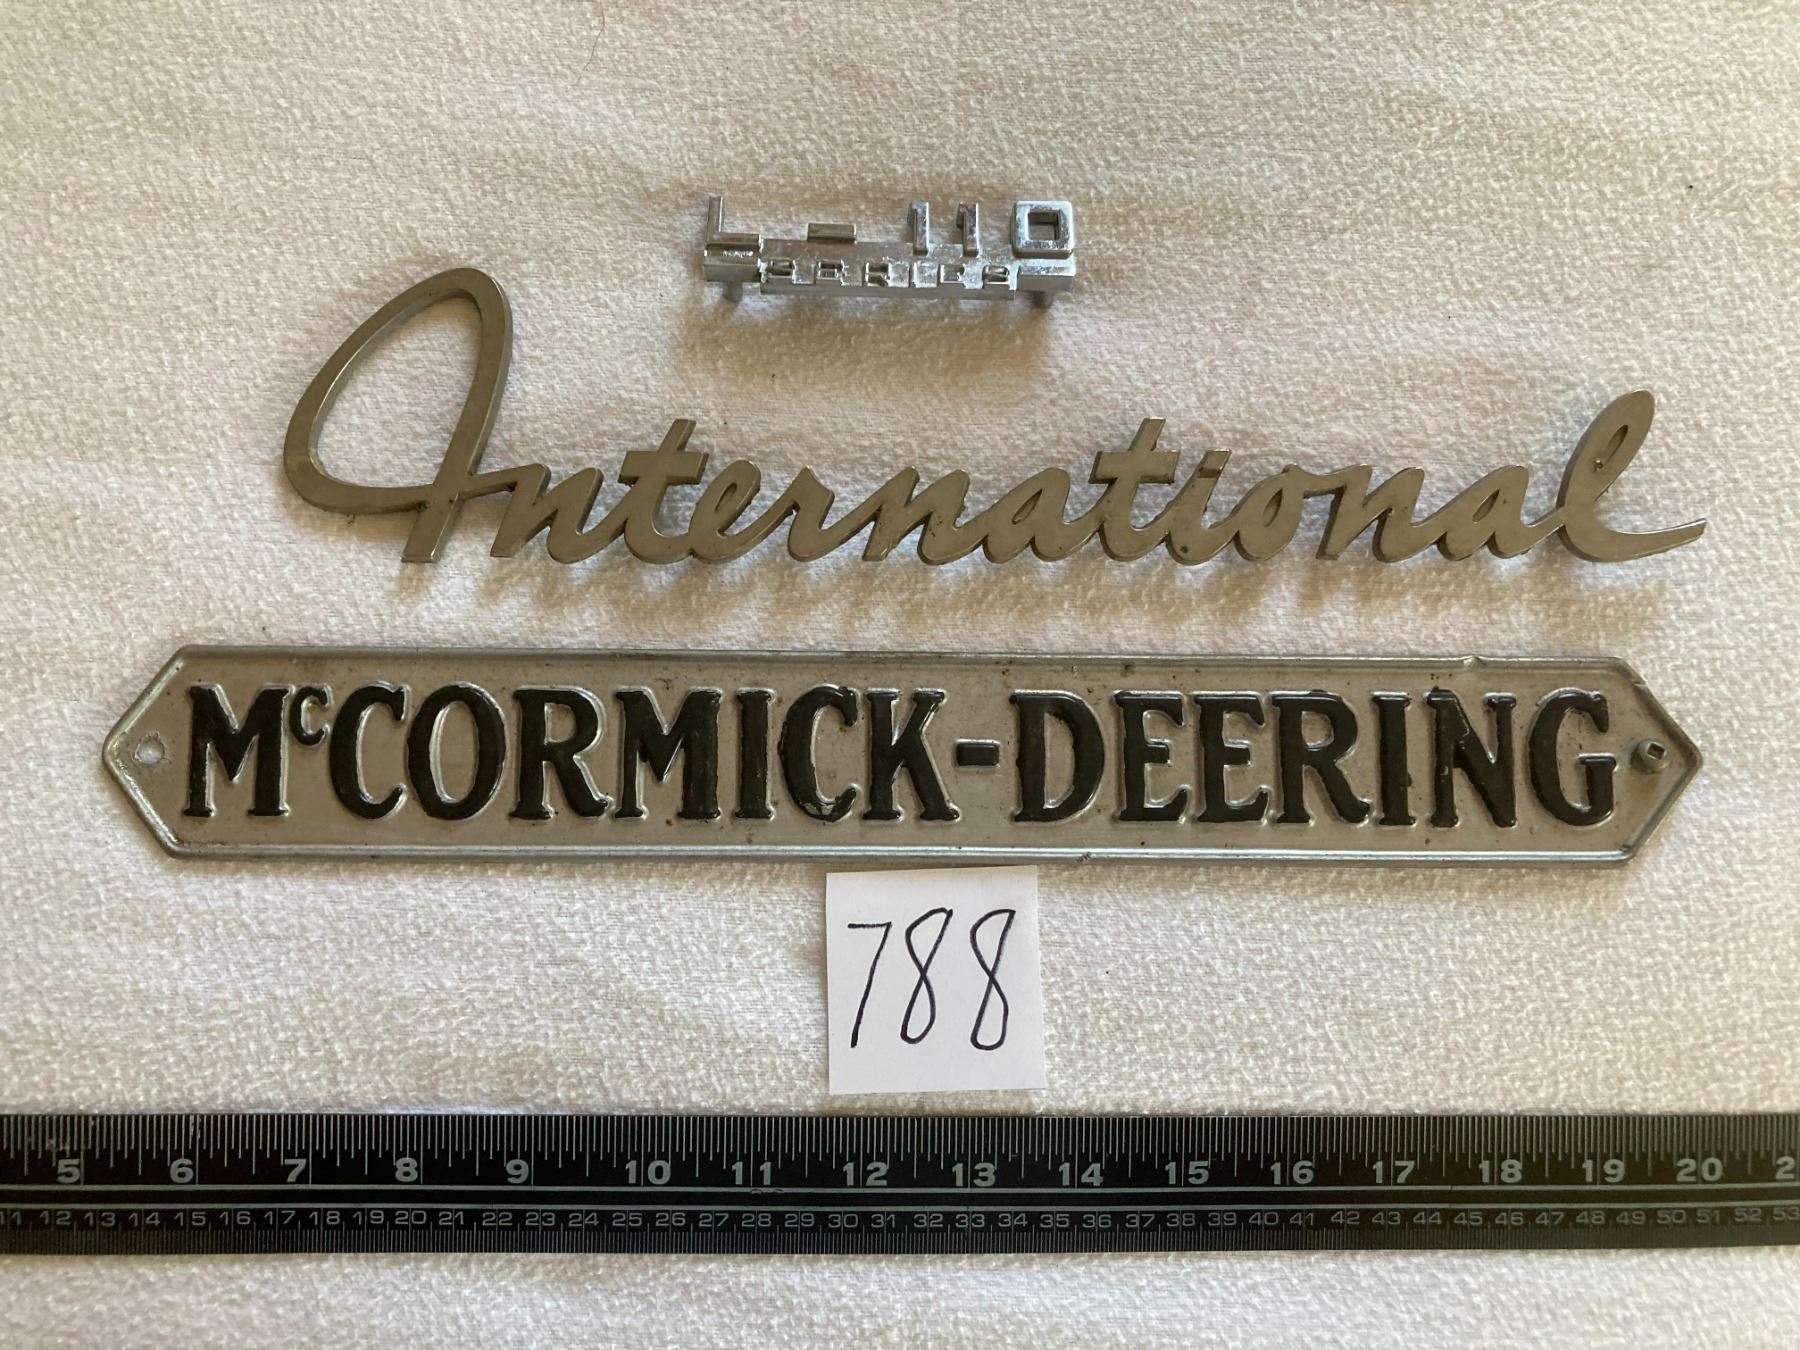 L-110
SERIES
International
McCORMICK-DEERING
788
5 6 7 8 9 10 11 12 13 14 15 16 17 18 19 20 2
11 12 13 14 15 16 17 18 19 20 21 22 23 24 25 26 27 28 29 30 31 32 33 34 35 36 37 38 39 40 41 42 43 44 45 46 47 48 49 50 51 52 53